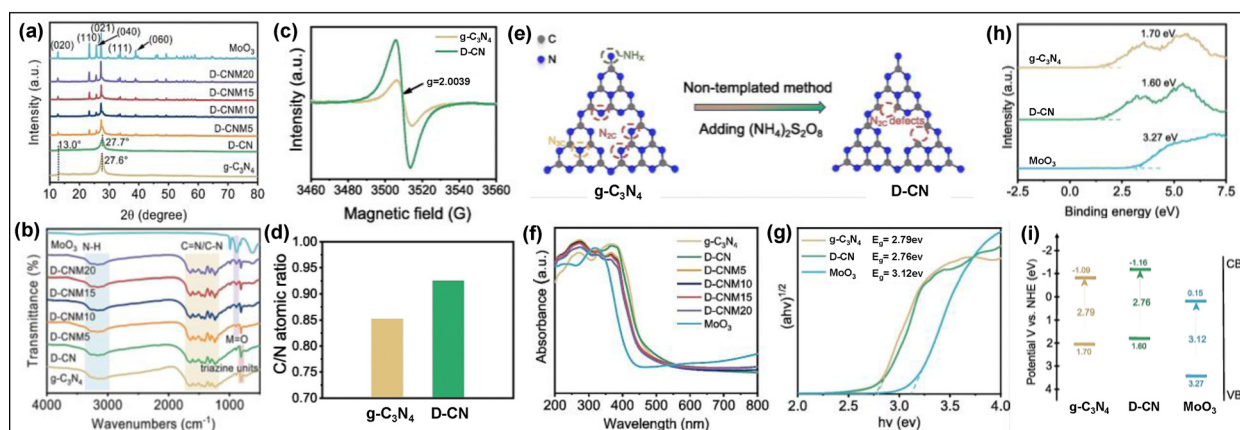 (a)
(021)
(110)
(040)
(020)
(111)
(060)
MoO₃
D-CNM20
D-CNM15
D-CNM10
D-CNM5
13.0°
27.7°
D-CN
27.6°
g-C₃N₄
Intensity (a.u.)
10 20 30 40 50 60 70 80
2θ (degree)
(b)
MoO₃
N-H
C=N/C-N
D-CNM20
D-CNM15
D-CNM10
D-CNM5
M=O
D-CN
triazine units
g-C₃N₄
Transmittance (%)
4000 3000 2000 1000 500
Wavenumbers (cm⁻¹)
(c)
g-C₃N₄
D-CN
g=2.0039
Intensity (a.u.)
3460 3480 3500 3520 3540 3560
Magnetic field (G)
(d)
1.00
0.95
0.90
0.85
0.80
0.75
0.70
C/N atomic ratio
g-C₃N₄ D-CN
(e)
C
N
NHx
N₂C
N₃C
g-C₃N₄
Non-templated method
Adding (NH₄)₂S₂O₈
N₂C defects
D-CN
(f)
g-C₃N₄
D-CN
D-CNM5
D-CNM10
D-CNM15
D-CNM20
MoO₃
Absorbance (a.u.)
200 300 400 500 600 700 800
Wavelength (nm)
(g)
g-C₃N₄ Eg= 2.79ev
D-CN Eg= 2.76ev
MoO₃ Eg= 3.12ev
(ahv)¹/²
2.0 2.5 3.0 3.5 4.0
hv (ev)
(h)
1.70 eV
g-C₃N₄
1.60 eV
D-CN
3.27 eV
MoO₃
Intensity (a.u.)
-2.5 0.0 2.5 5.0 7.5
Binding energy (eV)
(i)
-2
-1
0
1
2
3
4
Potential V vs. NHE (eV)
CB
-1.09
-1.16
0.15
2.79
2.76
3.12
1.70
1.60
3.27
VB
g-C₃N₄ D-CN MoO₃